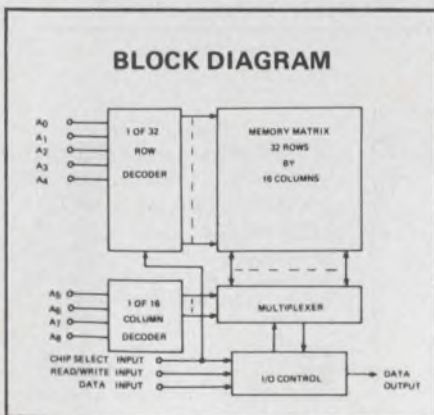 BLOCK DIAGRAM
A0
A1
A2
A3
A4
1 OF 32
ROW
DECODER
MEMORY MATRIX
32 ROWS
BY
16 COLUMNS
A5
A6
A7
A8
1 OF 16
COLUMN
DECODER
MULTIPLEXER
CHIP SELECT INPUT
READ/WRITE INPUT
DATA INPUT
I/O CONTROL
DATA
OUTPUT